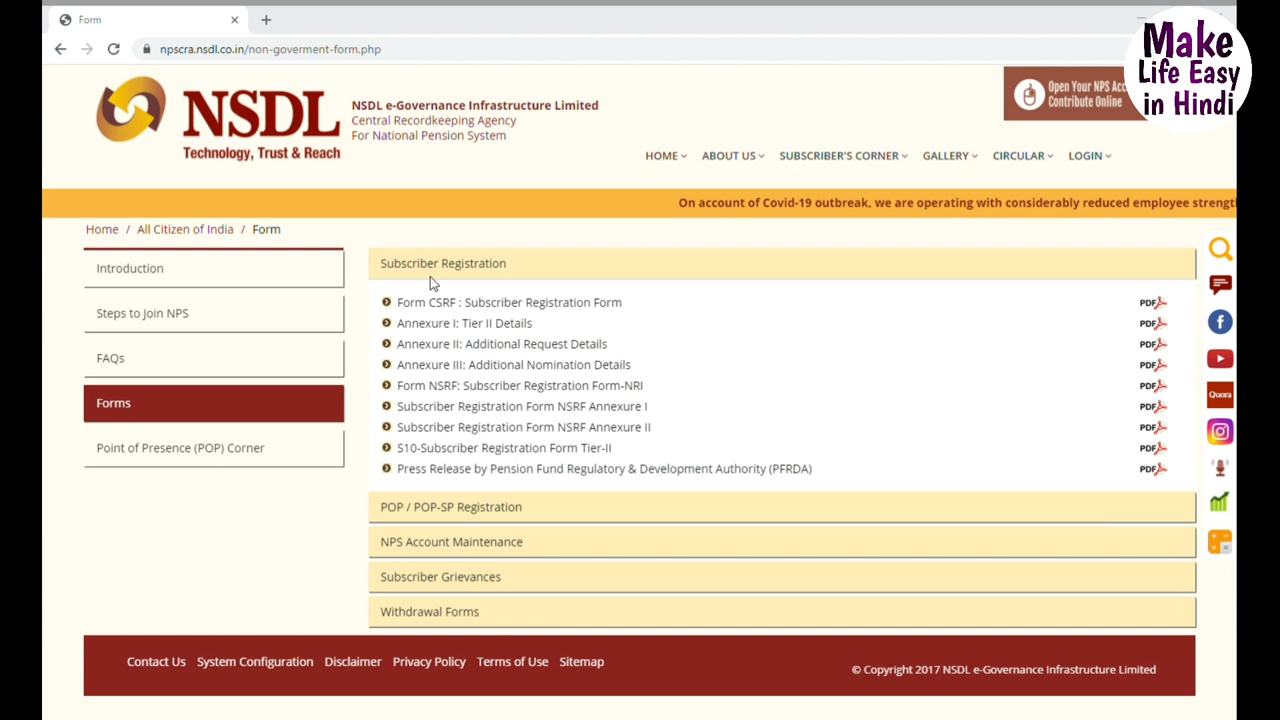 Form
npscra.nsdl.co.in/non-goverment-form.php
Make
Life Easy
in Hindi
NSDL
Technology, Trust & Reach
NSDL e-Governance Infrastructure Limited
Central Recordkeeping Agency
For National Pension System
Open Your NPS Acc
Contribute Online
HOME
ABOUT US
SUBSCRIBER'S CORNER
GALLERY
CIRCULAR
LOGIN
On account of Covid-19 outbreak, we are operating with considerably reduced employee strengt
Home / All Citizen of India / Form
Introduction
Steps to Join NPS
FAQs
Forms
Point of Presence (POP) Corner
Subscriber Registration
Form CSRF : Subscriber Registration Form PDF
Annexure I: Tier II Details PDF
Annexure II: Additional Request Details PDF
Annexure III: Additional Nomination Details PDF
Form NSRF: Subscriber Registration Form-NRI PDF
Subscriber Registration Form NSRF Annexure I PDF
Subscriber Registration Form NSRF Annexure II PDF
S10-Subscriber Registration Form Tier-II PDF
Press Release by Pension Fund Regulatory & Development Authority (PFRDA) PDF
POP / POP-SP Registration
NPS Account Maintenance
Subscriber Grievances
Withdrawal Forms
Quora
Contact Us System Configuration Disclaimer Privacy Policy Terms of Use Sitemap
© Copyright 2017 NSDL e-Governance Infrastructure Limited